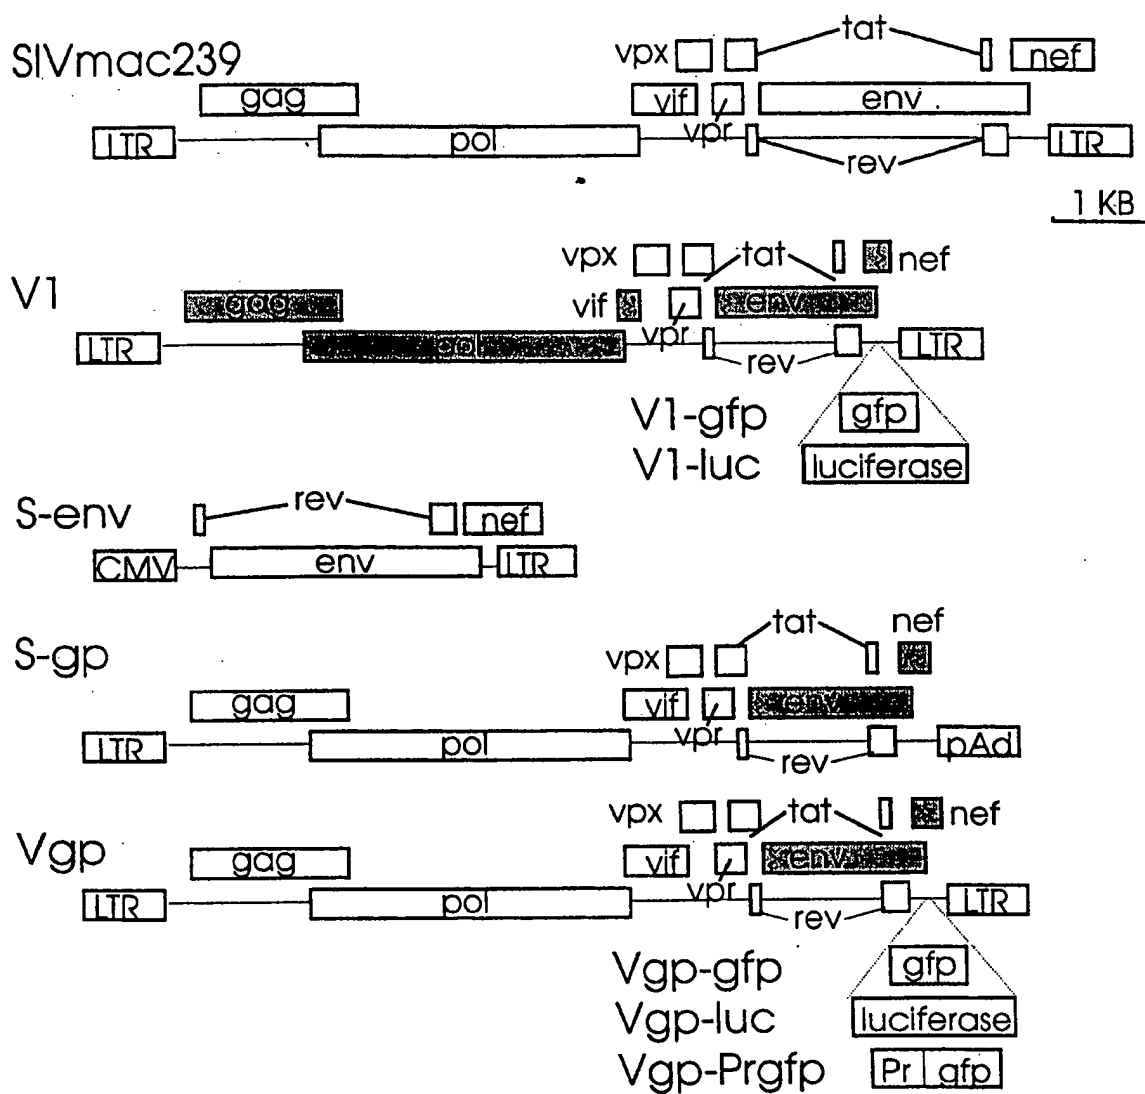 SIVmac239
vpx tat nef
gag vif vpr env
LTR pol rev LTR
1 KB
V1
vpx tat nef
gag vif vpr env
LTR pol rev LTR
V1-gfp gfp
V1-luc luciferase
S-env
rev nef
CMV env LTR
S-gp
vpx tat nef
gag vif vpr env
LTR pol rev pAd
Vgp
vpx tat nef
gag vif vpr env
LTR pol rev LTR
Vgp-gfp gfp
Vgp-luc luciferase
Vgp-Prgfp Pr gfp